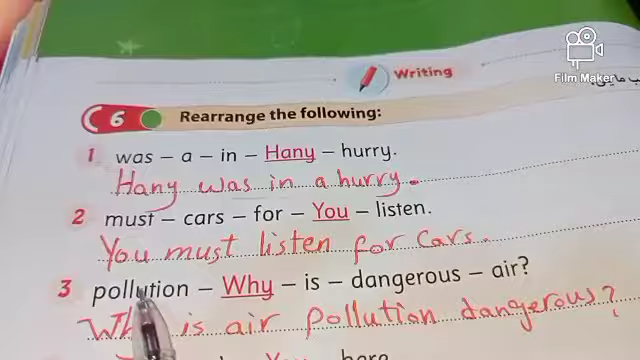 Film Maker
Writing
6 Rearrange the following:
1 was – a – in – Hany – hurry.
Hany was in a hurry.
2 must – cars – for – You – listen.
You must listen for cars.
3 pollution – Why – is – dangerous – air?
Why is air pollution dangerous?